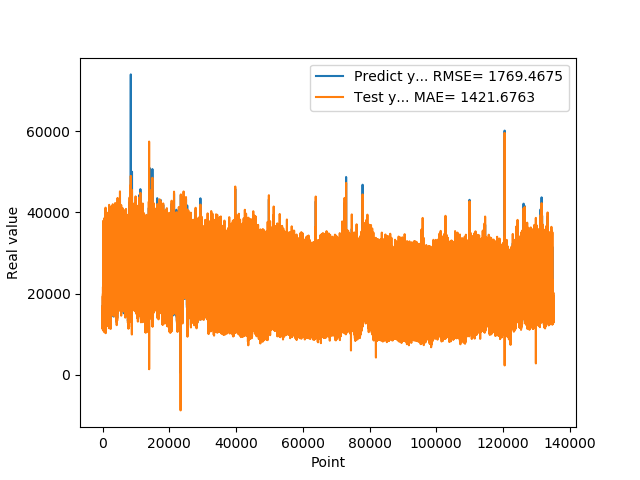 Predict y... RMSE= 1769.4675
Test y... MAE= 1421.6763
60000
40000
20000
0
Real value
0 20000 40000 60000 80000 100000 120000 140000
Point